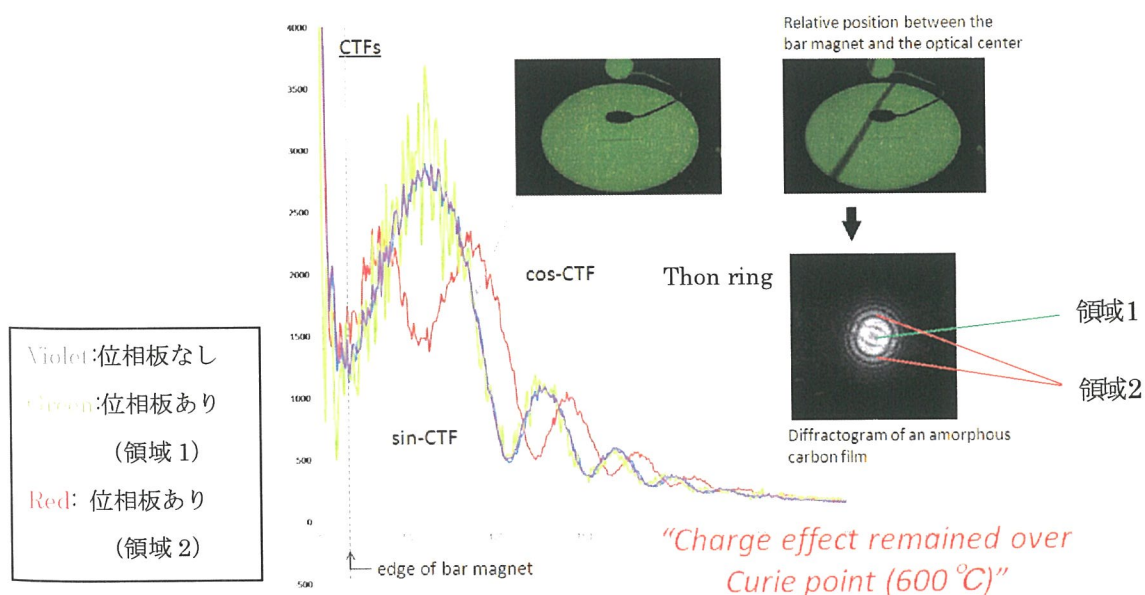 4000
3500
3000
2500
2000
1500
1000
500
0
500
CTFs
Relative position between the
bar magnet and the optical center
cos-CTF
sin-CTF
edge of bar magnet
Thon ring
領域1
領域2
Diffractogram of an amorphous
carbon film
Violet:位相板なし
Green:位相板あり
(領域 1)
Red: 位相板あり
(領域 2)
“Charge effect remained over
Curie point (600 ℃)”